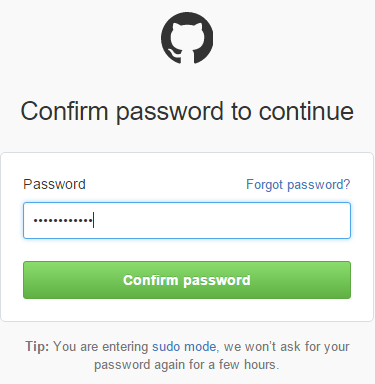 Confirm password to continue
Password Forgot password?
••••••••••••
Confirm password
Tip: You are entering sudo mode, we won't ask for your
password again for a few hours.